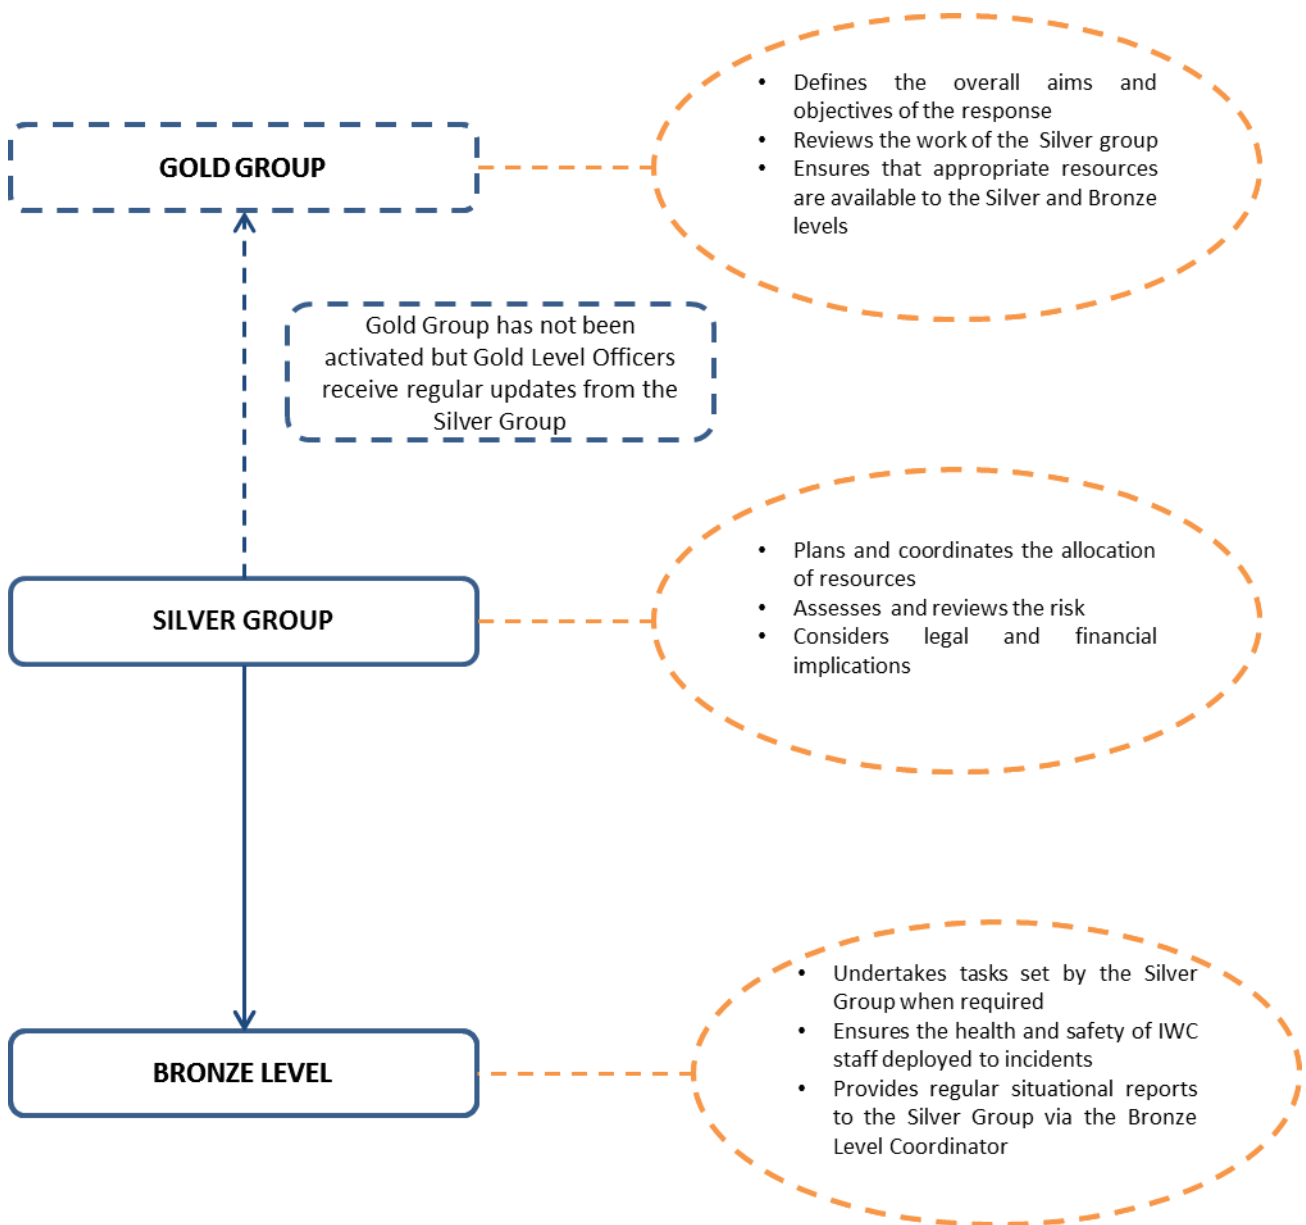 • Defines the overall aims and
objectives of the response
• Reviews the work of the Silver group
• Ensures that appropriate resources
are available to the Silver and Bronze
levels
GOLD GROUP
Gold Group has not been
activated but Gold Level Officers
receive regular updates from the
Silver Group
• Plans and coordinates the allocation
of resources
• Assesses and reviews the risk
• Considers legal and financial
implications
SILVER GROUP
• Undertakes tasks set by the Silver
Group when required
• Ensures the health and safety of IWC
staff deployed to incidents
• Provides regular situational reports
to the Silver Group via the Bronze
Level Coordinator
BRONZE LEVEL